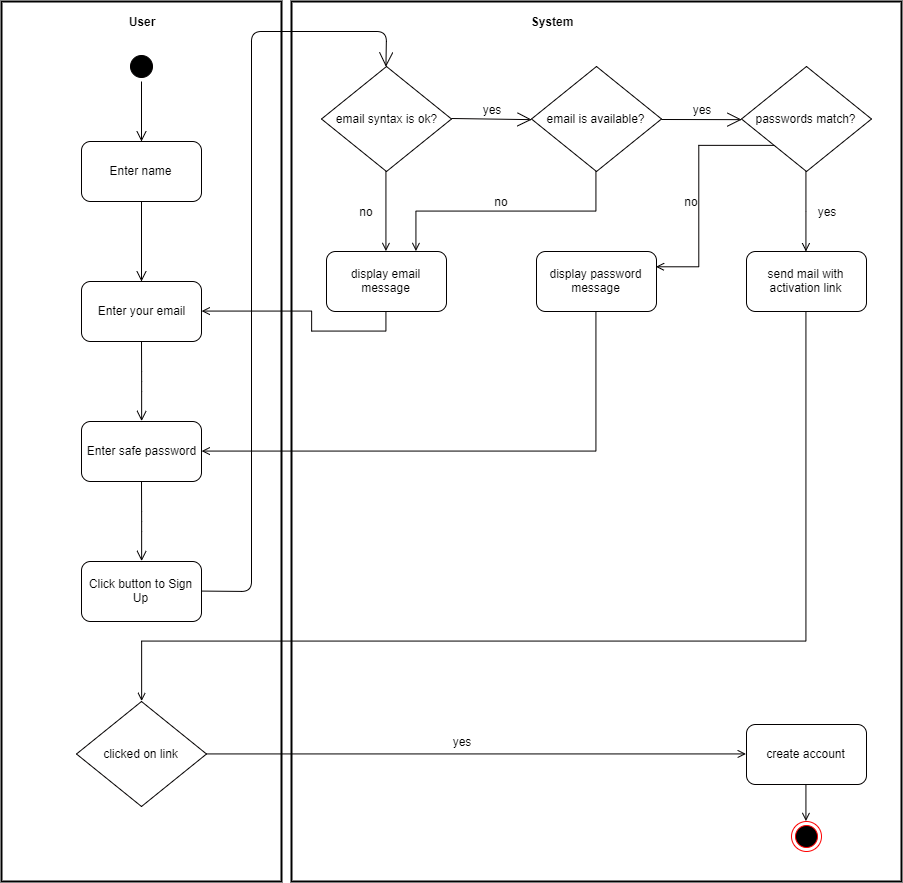 User
System
email syntax is ok?
yes
email is available?
yes
passwords match?
Enter name
no
no
no
yes
display email
message
display password
message
send mail with
activation link
Enter your email
Enter safe password
Click button to Sign
Up
clicked on link
yes
create account